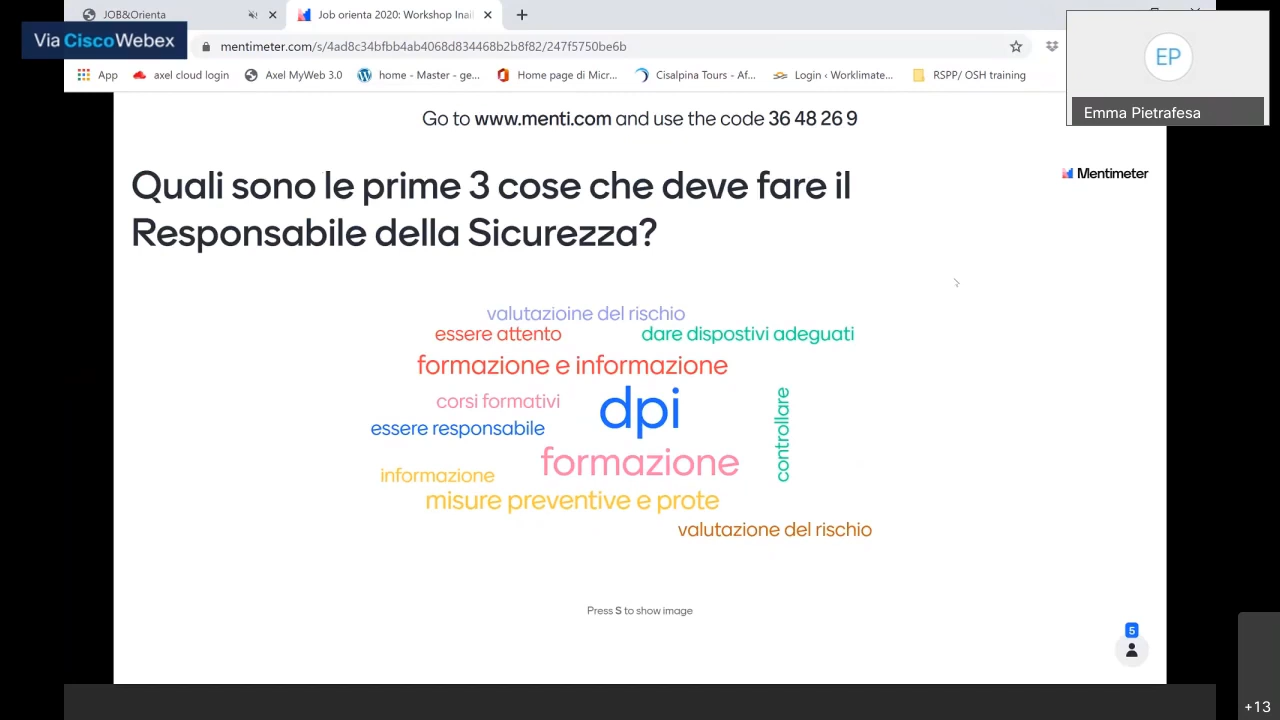 JOB&Orienta
Job orienta 2020: Workshop Inail
Via CiscoWebex
mentimeter.com/s/4ad8c34bfbb4ab4068d834468b2b8f82/247f5750be6b
App
axel cloud login
Axel MyWeb 3.0
home - Master - ge...
Home page di Micr...
Cisalpina Tours - Af...
Login ‹ Worklimate...
RSPP/ OSH training
EP
Emma Pietrafesa
Go to www.menti.com and use the code 36 48 26 9
Mentimeter
Quali sono le prime 3 cose che deve fare il
Responsabile della Sicurezza?
valutazioine del rischio
essere attento
dare dispostivi adeguati
formazione e informazione
corsi formativi
dpi
controllare
essere responsabile
formazione
informazione
misure preventive e prote
valutazione del rischio
Press S to show image
5
+13